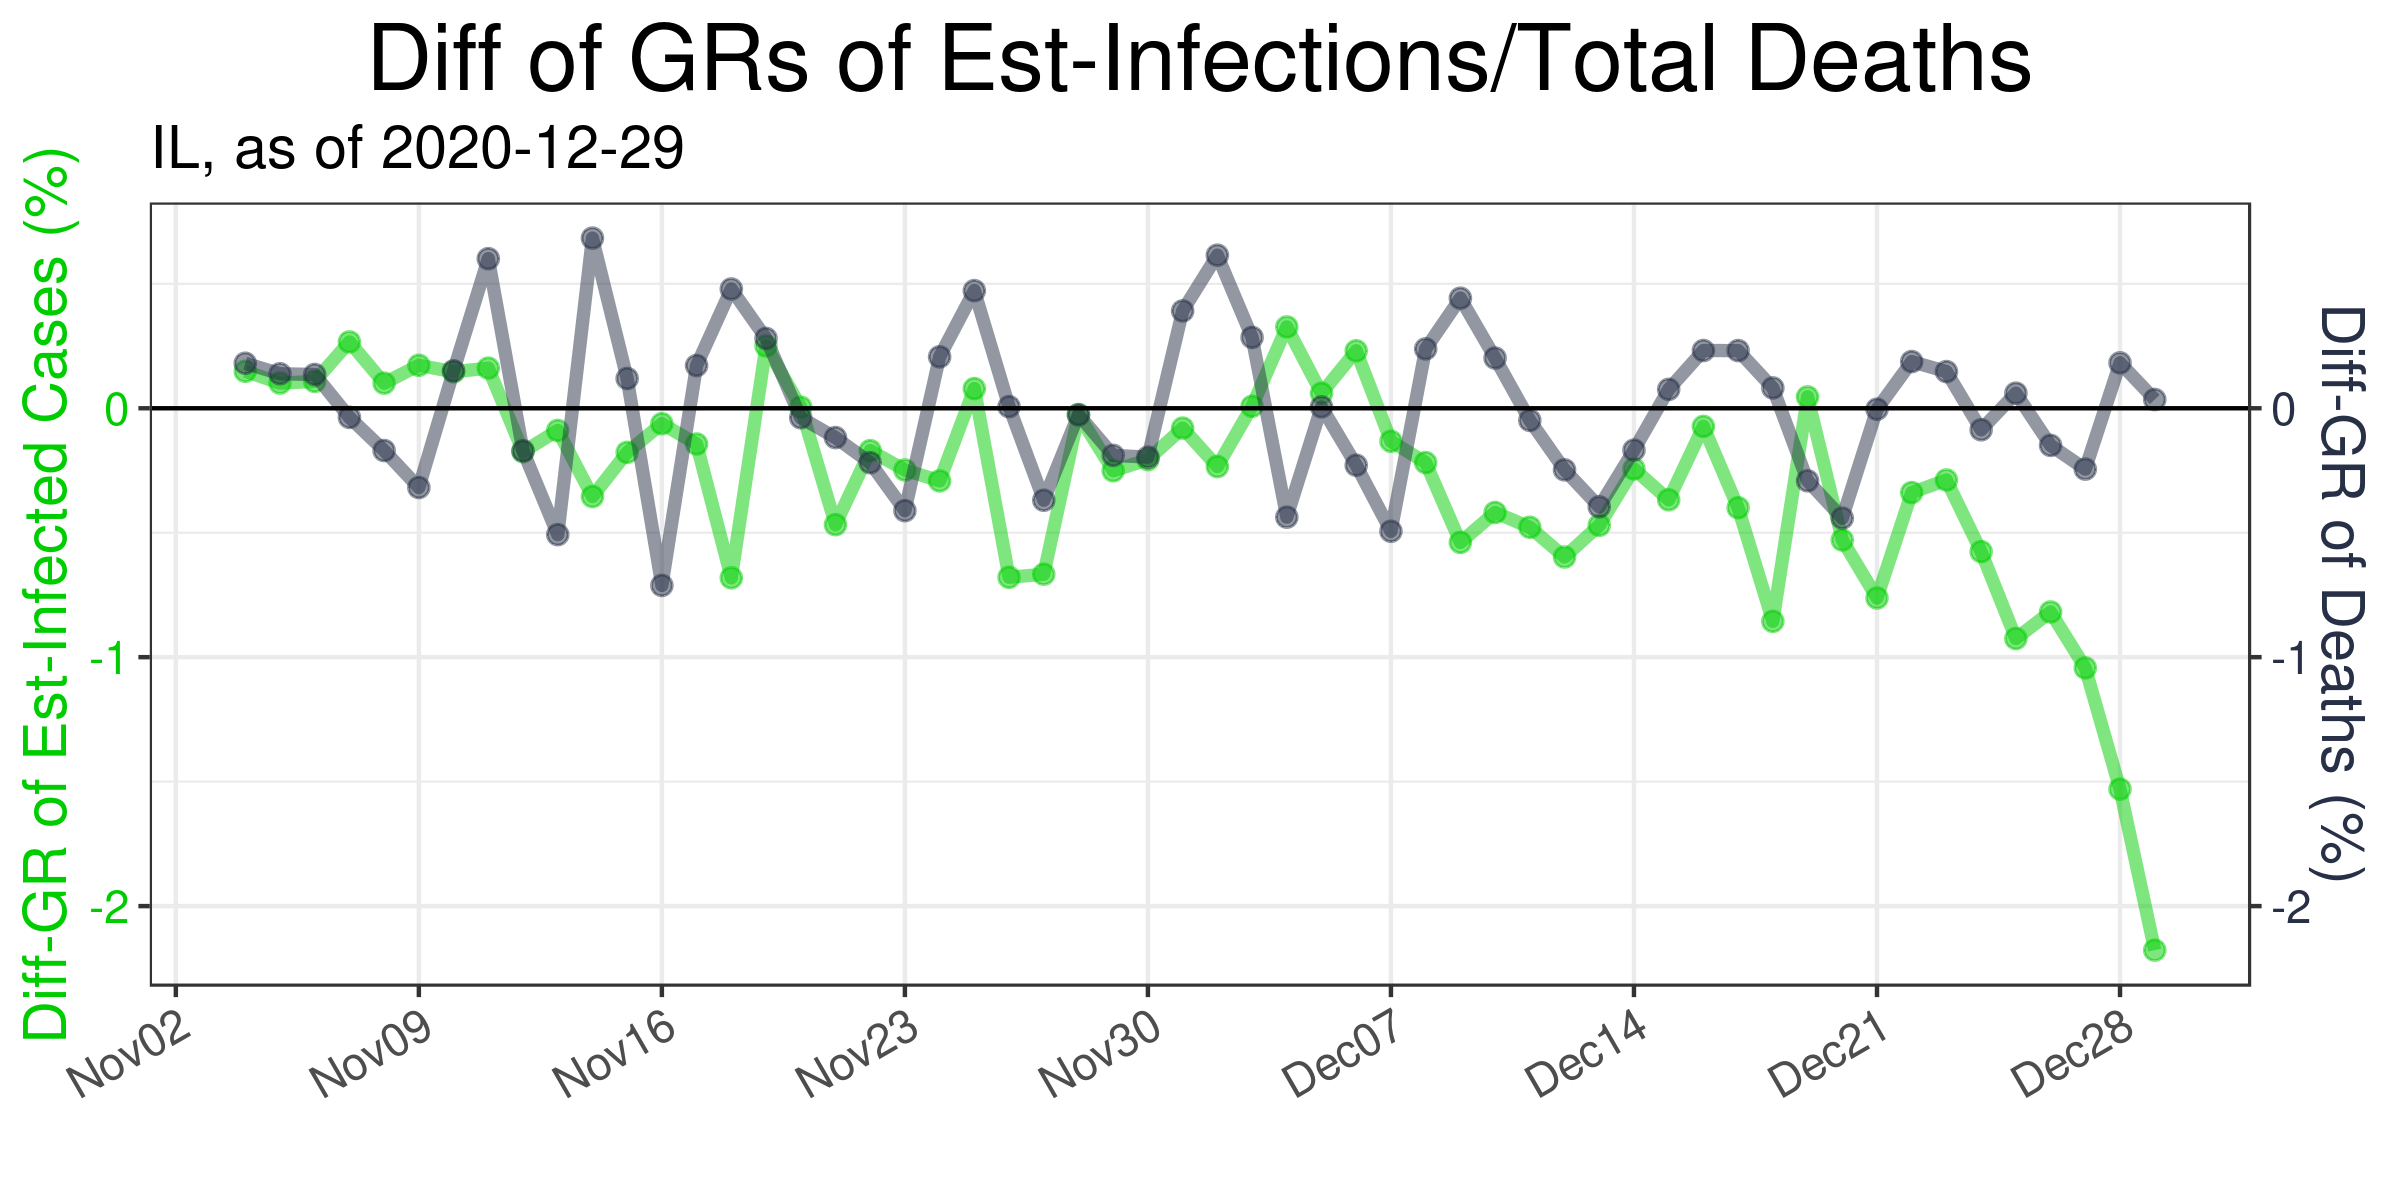 Diff of GRs of Est-Infections/Total Deaths
IL, as of 2020-12-29
Diff-GR of Est-Infected Cases (%)
0
-1
-2
0
-1
-2
Diff-GR of Deaths (%)
Nov02
Nov09
Nov16
Nov23
Nov30
Dec07
Dec14
Dec21
Dec28